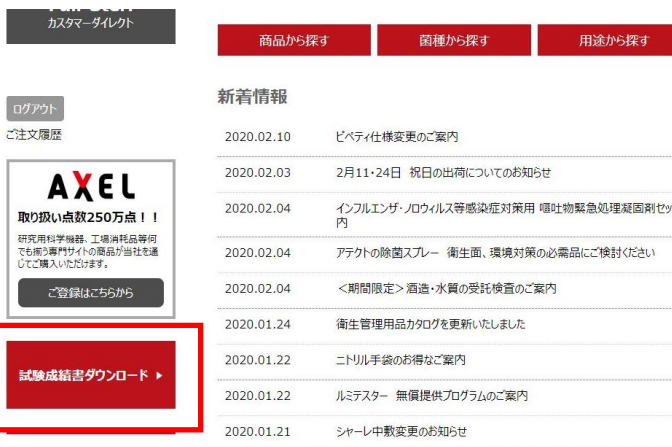 カスタマーダイレクト
商品から探す
菌種から探す
用途から探す
ログアウト
ご注文履歴
AXEL
取り扱い点数250万点！！
研究用科学機器、工場消耗品等何
でも揃う専門サイトの商品が当社を通
じてご購入いただけます。
ご登録はこちらから
試験成績書ダウンロード
新着情報
2020.02.10 ピペティ仕様変更のご案内
2020.02.03 2月11・24日 祝日の出荷についてのお知らせ
2020.02.04 インフルエンザ・ノロウィルス等感染症対策用 嘔吐物緊急処理凝固剤セッ
内
2020.02.04 アテクトの除菌スプレー 衛生面、環境対策の必需品にご検討ください
2020.02.04 ＜期間限定＞酒造・水質の受託検査のご案内
2020.01.24 衛生管理用品カタログを更新いたしました
2020.01.22 ニトリル手袋のお得なご案内
2020.01.22 ルミテスター 無償提供プログラムのご案内
2020.01.21 シャーレ中敷変更のお知らせ